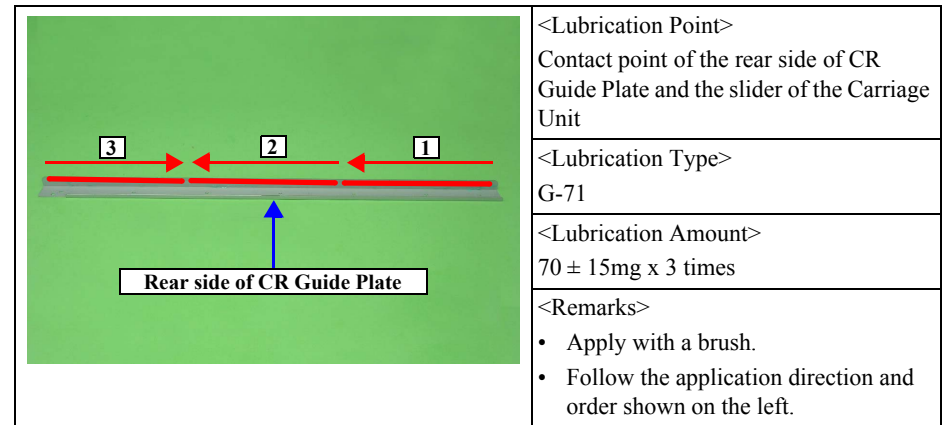 3
2
1
Rear side of CR Guide Plate
<Lubrication Point>
Contact point of the rear side of CR
Guide Plate and the slider of the Carriage
Unit
<Lubrication Type>
G-71
<Lubrication Amount>
70 ± 15mg x 3 times
<Remarks>
• Apply with a brush.
• Follow the application direction and
order shown on the left.